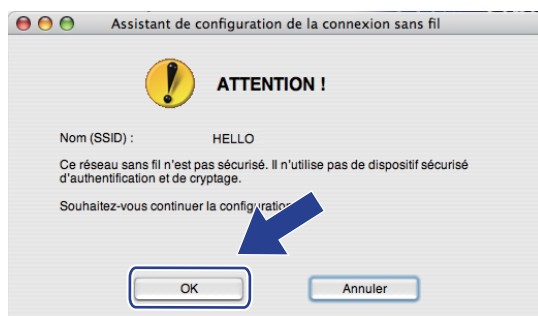 Assistant de configuration de la connexion sans fil
ATTENTION !
Nom (SSID) : HELLO
Ce réseau sans fil n'est pas sécurisé. Il n'utilise pas de dispositif sécurisé
d'authentification et de cryptage.
Souhaitez-vous continuer la configuration
OK Annuler